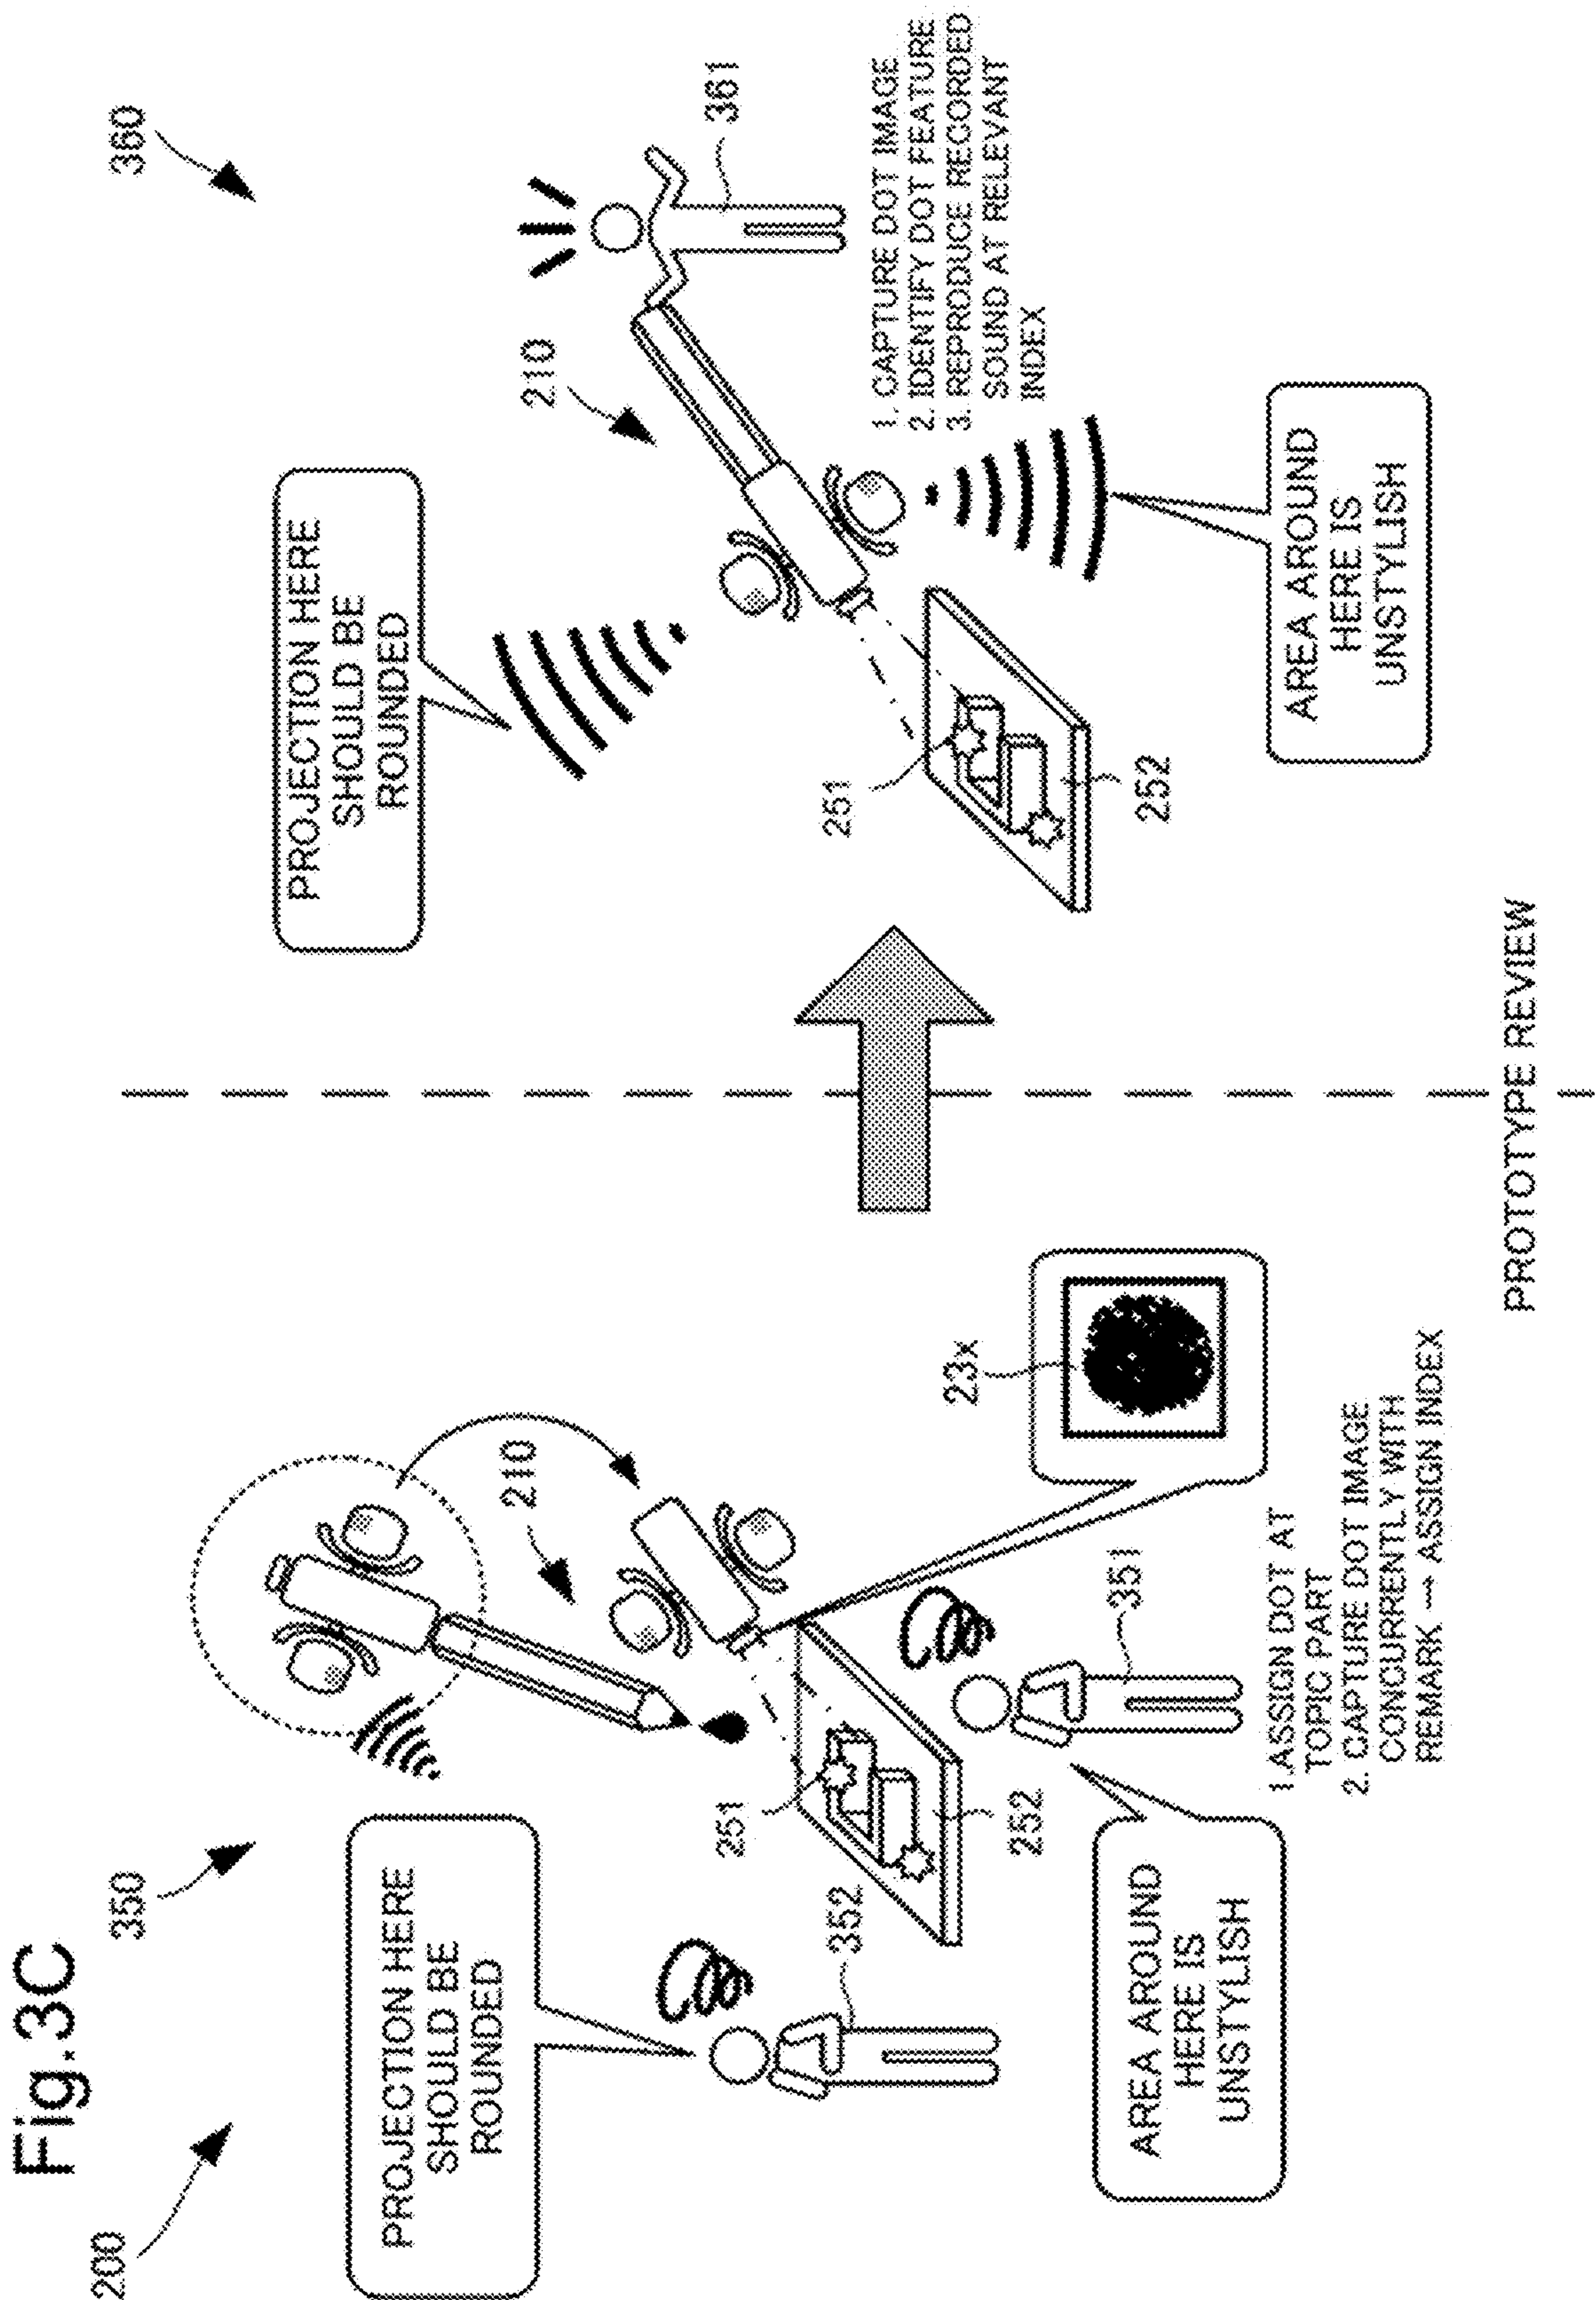 Fig.3C
200
350
PROJECTION HERE
SHOULD BE
ROUNDED
352
210
251
252
AREA AROUND
HERE IS
UNSTYLISH
351
23x
1.ASSIGN DOT AT
TOPIC PART
2. CAPTURE DOT IMAGE
CONCURRENTLY WITH
REMARK → ASSIGN INDEX
360
PROJECTION HERE
SHOULD BE
ROUNDED
210
361
1. CAPTURE DOT IMAGE
2. IDENTIFY DOT FEATURE
3. REPRODUCE RECORDED
SOUND AT RELEVANT
INDEX
251
252
AREA AROUND
HERE IS
UNSTYLISH
PROTOTYPE REVIEW